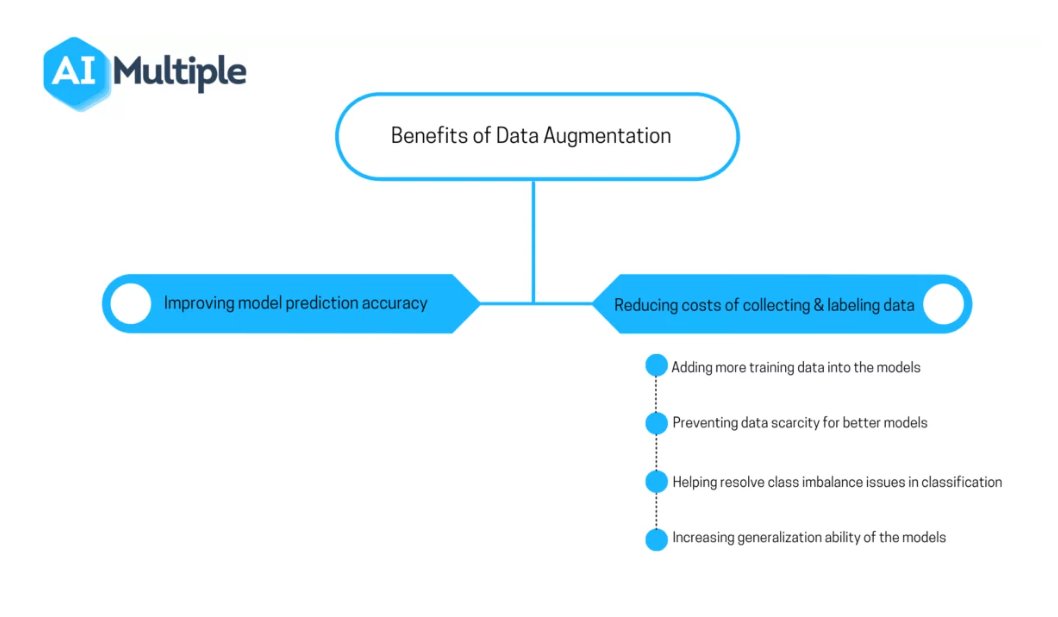 AI Multiple
Benefits of Data Augmentation
Improving model prediction accuracy
Reducing costs of collecting & labeling data
Adding more training data into the models
Preventing data scarcity for better models
Helping resolve class imbalance issues in classification
Increasing generalization ability of the models